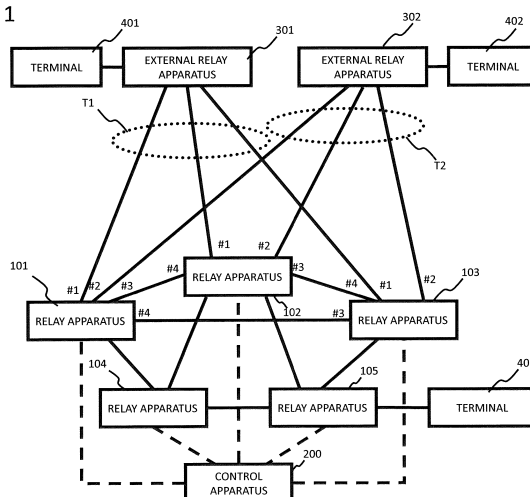 1
401
301
302
402
TERMINAL
EXTERNAL RELAY
APPARATUS
EXTERNAL RELAY
APPARATUS
TERMINAL
T1
T2
#1
#2
101
#1
#2
#3
#4
RELAY APPARATUS
#3
#4
#1
#2
103
RELAY APPARATUS
#4
102
#3
RELAY APPARATUS
104
105
40
RELAY APPARATUS
RELAY APPARATUS
TERMINAL
200
CONTROL
APPARATUS